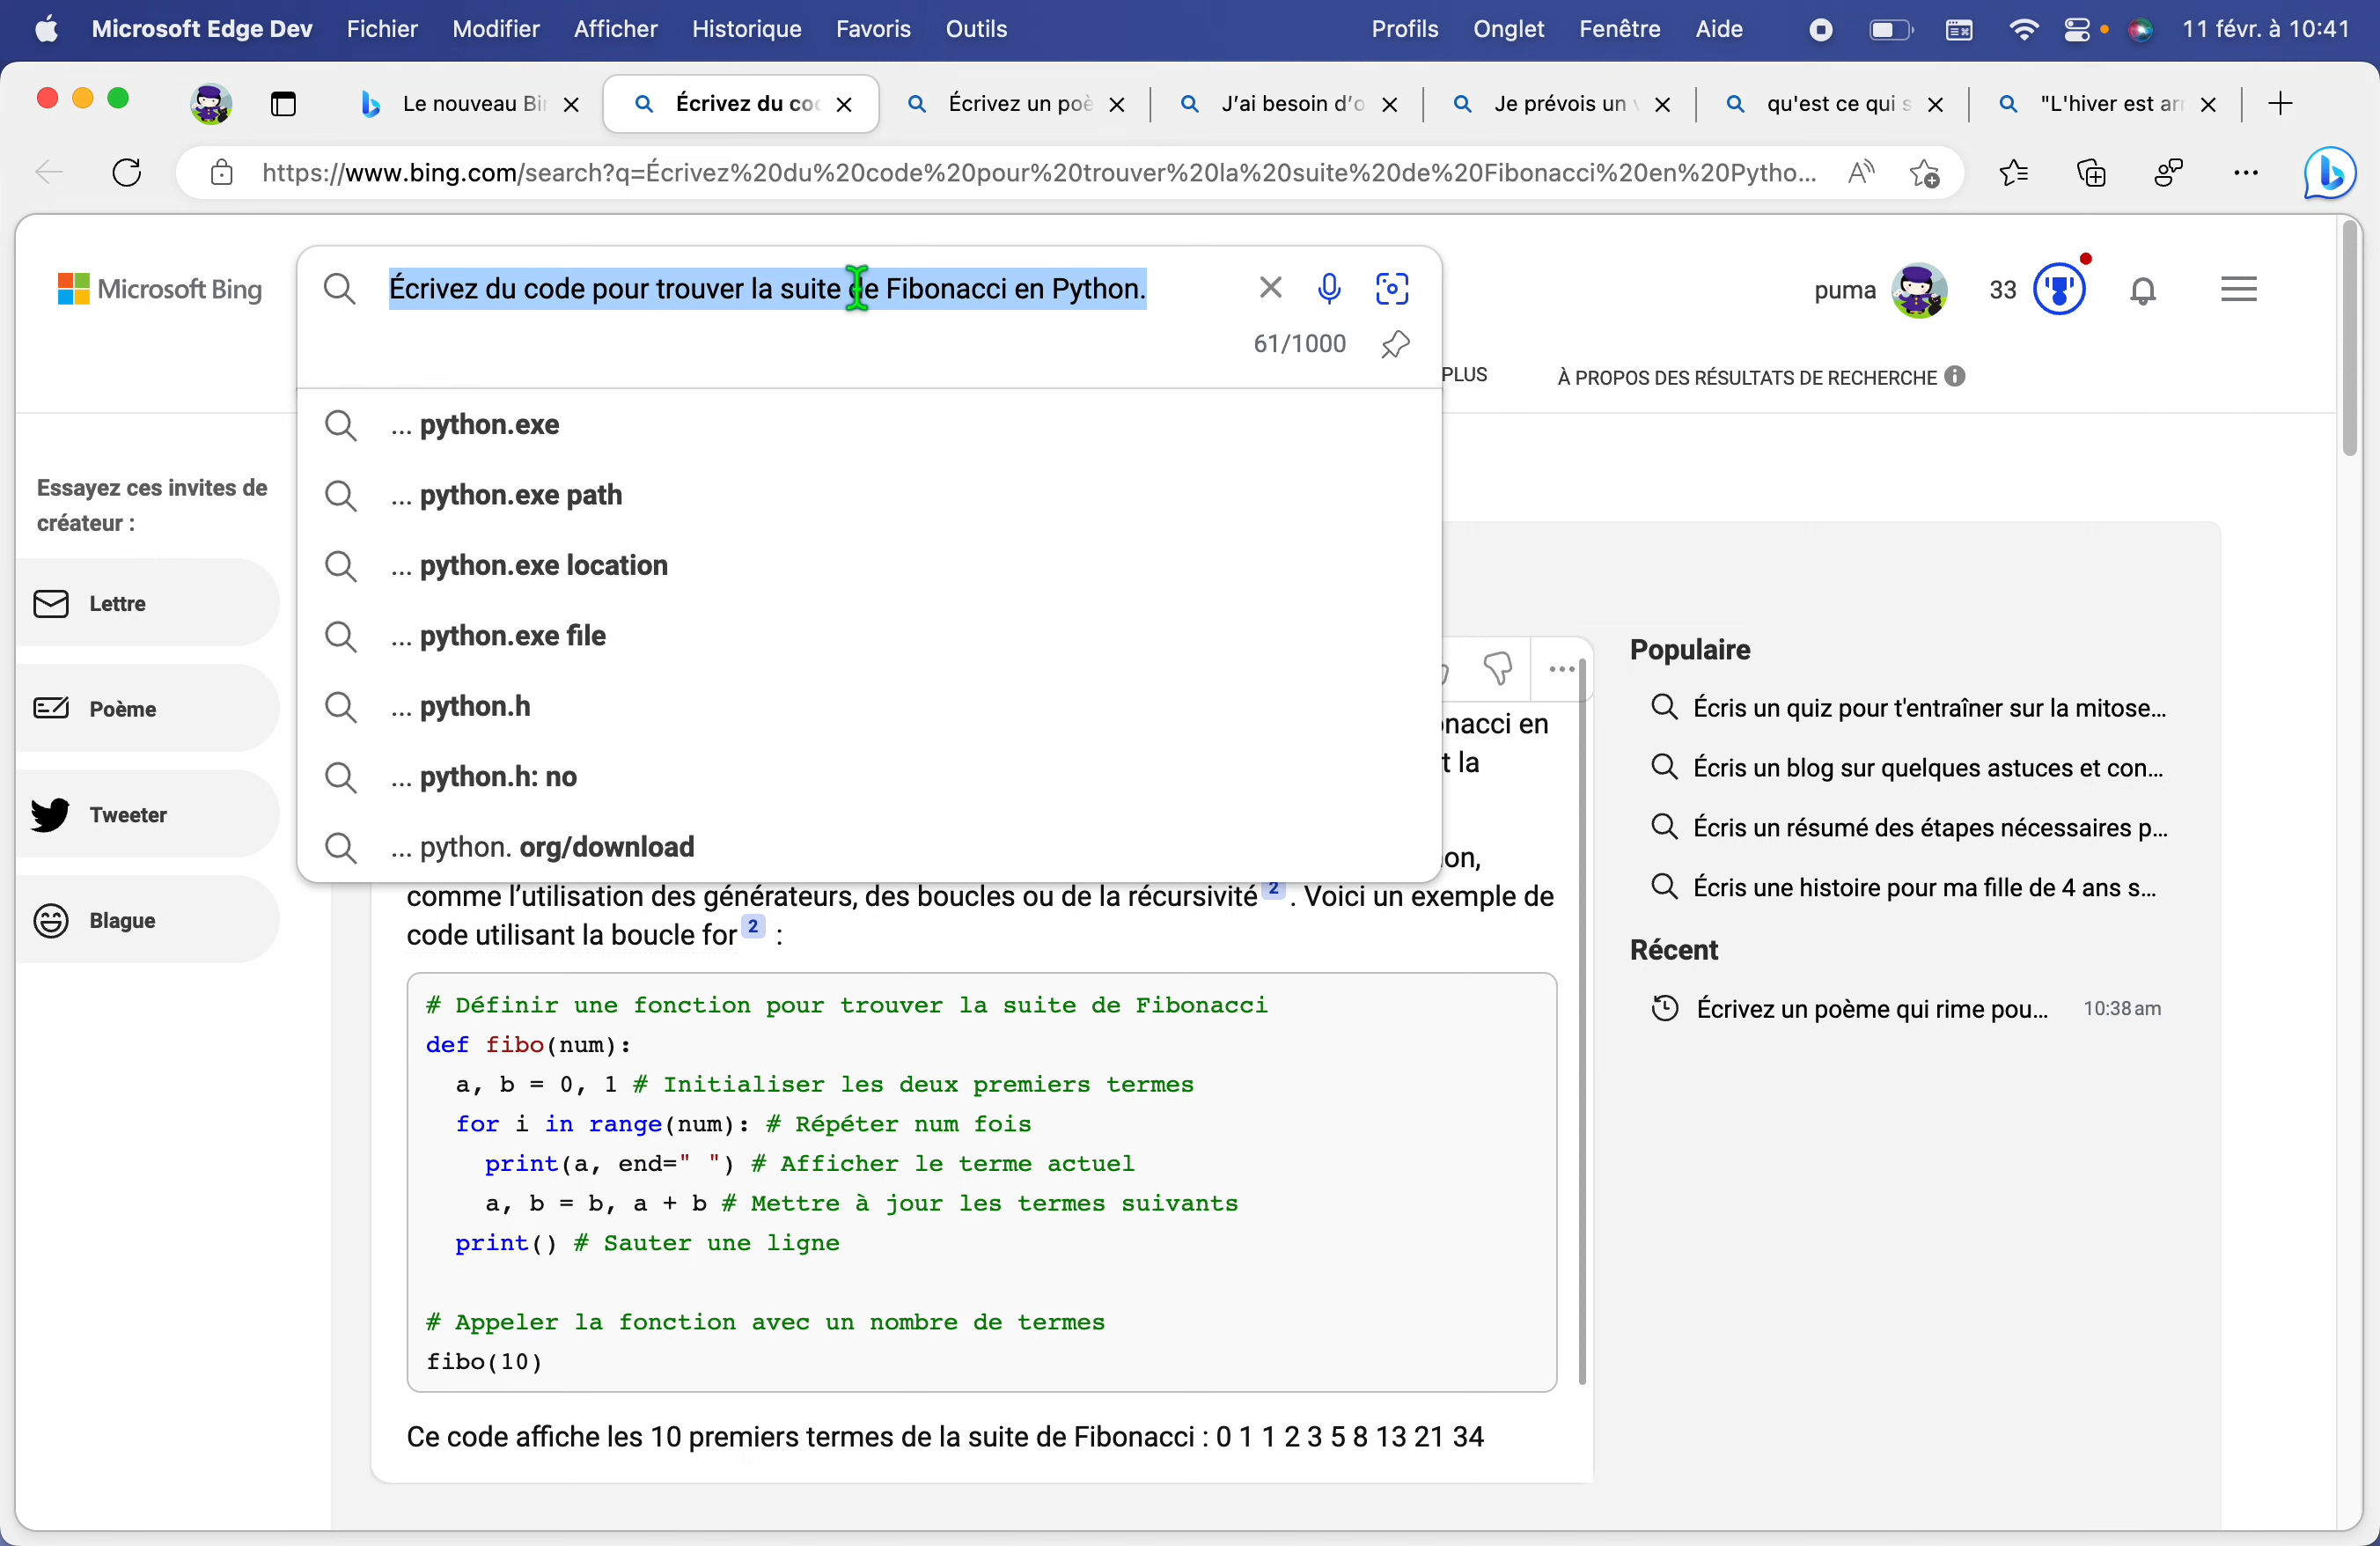 Microsoft Edge Dev Fichier Modifier Afficher Historique Favoris Outils Profils Onglet Fenêtre Aide 11 févr. à 10:41
Le nouveau Bin Écrivez du co Écrivez un poè J'ai besoin d'o Je prévois un qu'est ce qui s "L'hiver est arr
https://www.bing.com/search?q=Écrivez%20du%20code%20pour%20trouver%20la%20suite%20de%20Fibonacci%20en%20Pytho...
Microsoft Bing
Écrivez du code pour trouver la suite de Fibonacci en Python.
puma 33
61/1000
PLUS À PROPOS DES RÉSULTATS DE RECHERCHE
... python.exe
... python.exe path
... python.exe location
... python.exe file
... python.h
... python.h: no
... python. org/download
Essayez ces invites de
créateur :
Lettre
Poème
Tweeter
Blague
nacci en
t la
on,
comme l'utilisation des générateurs, des boucles ou de la récursivité 2 . Voici un exemple de
code utilisant la boucle for 2 :
# Définir une fonction pour trouver la suite de Fibonacci
def fibo(num):
a, b = 0, 1 # Initialiser les deux premiers termes
for i in range(num): # Répéter num fois
print(a, end=" ") # Afficher le terme actuel
a, b = b, a + b # Mettre à jour les termes suivants
print() # Sauter une ligne
# Appeler la fonction avec un nombre de termes
fibo(10)
Ce code affiche les 10 premiers termes de la suite de Fibonacci : 0 1 1 2 3 5 8 13 21 34
Populaire
Écris un quiz pour t'entraîner sur la mitose...
Écris un blog sur quelques astuces et con...
Écris un résumé des étapes nécessaires p...
Écris une histoire pour ma fille de 4 ans s...
Récent
Écrivez un poème qui rime pou... 10:38 am